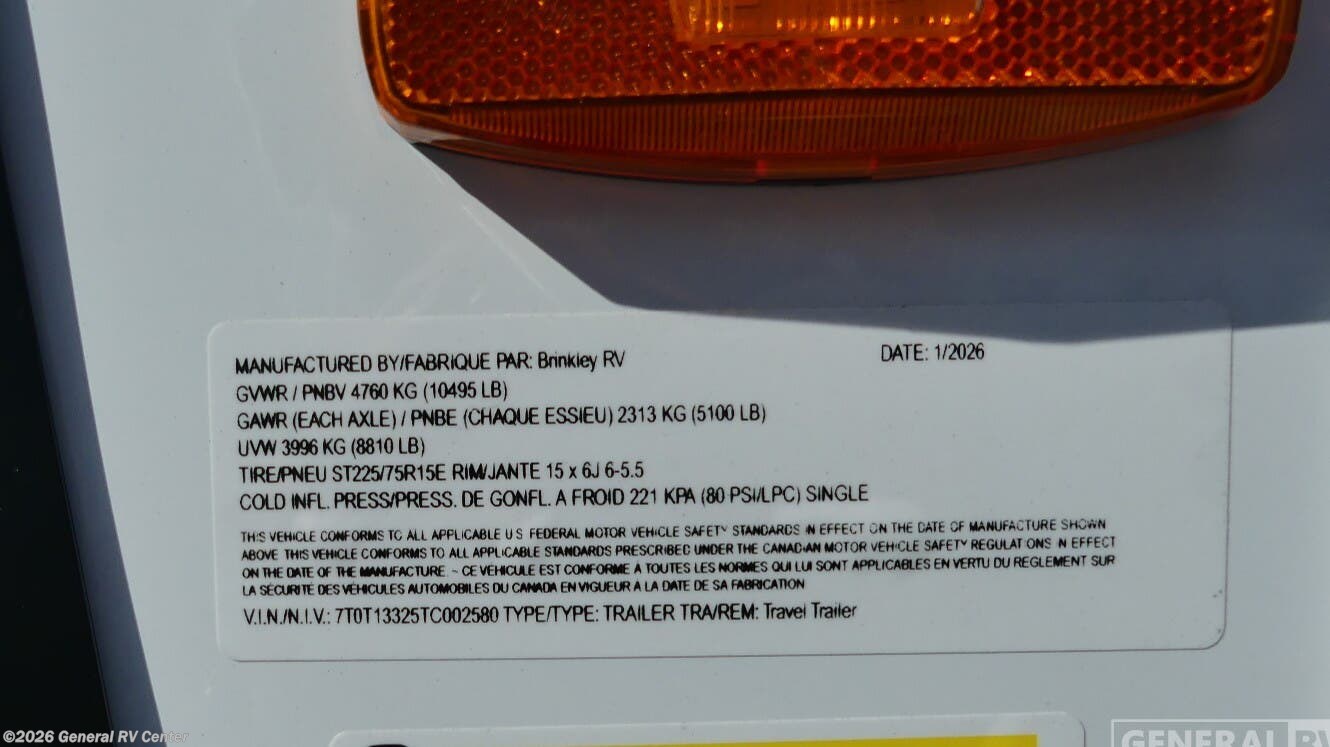 MANUFACTURED BY/FABRIQUE PAR: Brinkley RV DATE: 1/2026
GVWR / PNBV 4760 KG (10495 LB)
GAWR (EACH AXLE) / PNBE (CHAQUE ESSIEU) 2313 KG (5100 LB)
UVW 3996 KG (8810 LB)
TIRE/PNEU ST225/75R15E RIM/JANTE 15 x 6J 6-5.5
COLD INFL. PRESS/PRESS. DE GONFL. A FROID 221 KPA (80 PSI/LPC) SINGLE
THIS VEHICLE CONFORMS TO ALL APPLICABLE U.S. FEDERAL MOTOR VEHICLE SAFETY STANDARDS IN EFFECT ON THE DATE OF MANUFACTURE SHOWN
ABOVE THIS VEHICLE CONFORMS TO ALL APPLICABLE STANDARDS PRESCRIBED UNDER THE CANADIAN MOTOR VEHICLE SAFETY REGULATIONS IN EFFECT
ON THE DATE OF THE MANUFACTURE. ~ CE VEHICULE EST CONFORME A TOUTES LES NORMES QUI LUI SONT APPLICABLES EN VERTU DU REGLEMENT SUR
LA SECURITE DES VEHICULES AUTOMOBILES DU CANADA EN VIGUEUR A LA DATE DE SA FABRICATION
V.I.N./N.I.V.: 7T0T13325TC002580 TYPE/TYPE: TRAILER TRA/REM: Travel Trailer
©2026 General RV Center
GENERAL RV